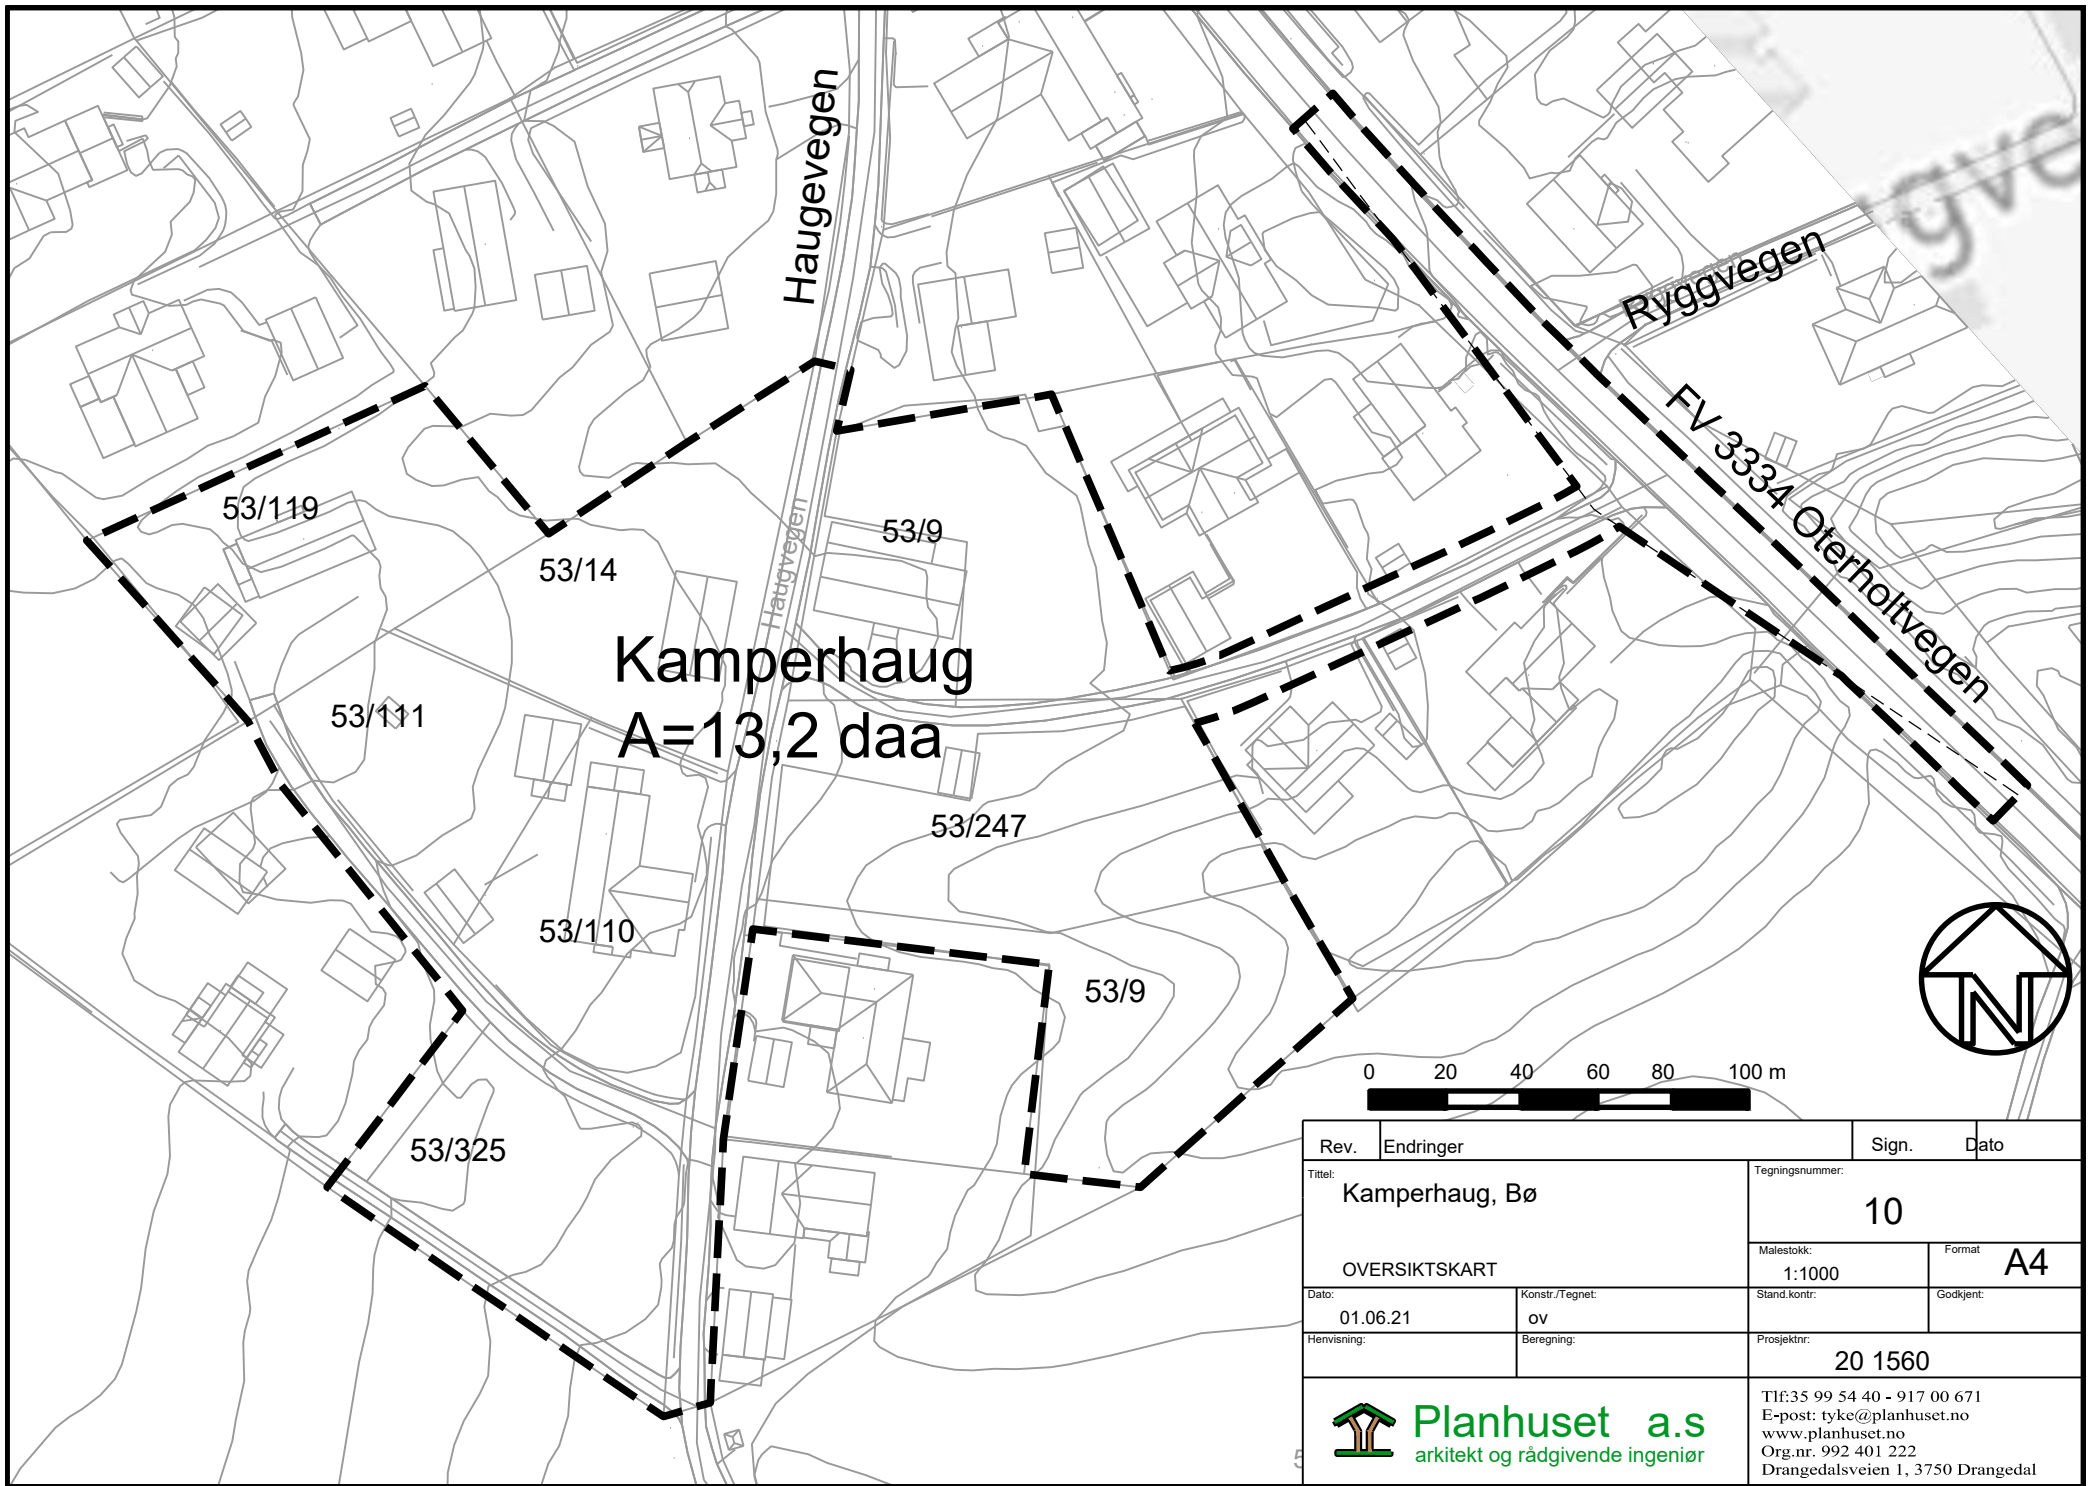 Haugevegen
gve
Ryggvegen
FV 3334 Oterholtvegen
53/119
53/14
Haugvegen
53/9
Kamperhaug
A=13,2 daa
53/111
53/247
53/110
53/9
53/325
N
0 20 40 60 80 100 m
Rev. Endringer Sign. Dato
Tittel:
Kamperhaug, Bø
OVERSIKTSKART
Tegningsnummer:
10
Malestokk:
1:1000
Format
A4
Dato:
01.06.21
Konstr./Tegnet:
ov
Stand.kontr:
Godkjent:
Henvisning:
Beregning:
Prosjektnr:
20 1560
Planhuset a.s
arkitekt og rådgivende ingeniør
Tlf:35 99 54 40 - 917 00 671
E-post: tyke@planhuset.no
www.planhuset.no
Org.nr. 992 401 222
Drangedalsveien 1, 3750 Drangedal